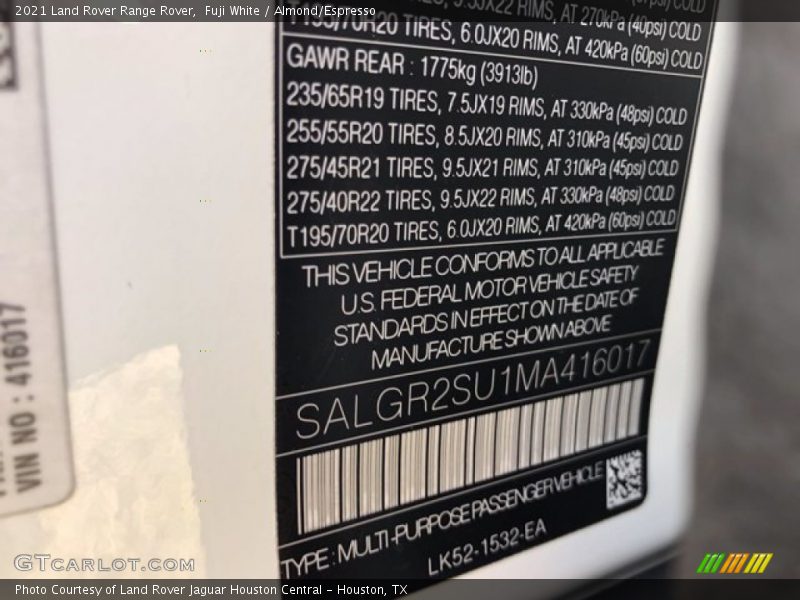 2021 Land Rover Range Rover, Fuji White / Almond/Espresso
RIMS, AT 270kPa (40psi) COLD
T195/70R20 TIRES, 6.0JX20 RIMS, AT 420kPa (60psi) COLD
GAWR REAR : 1775kg (3913lb)
235/65R19 TIRES, 7.5JX19 RIMS, AT 330kPa (48psi) COLD
255/55R20 TIRES, 8.5JX20 RIMS, AT 310kPa (45psi) COLD
275/45R21 TIRES, 9.5JX21 RIMS, AT 310kPa (45psi) COLD
275/40R22 TIRES, 9.5JX22 RIMS, AT 330kPa (48psi) COLD
T195/70R20 TIRES, 6.0JX20 RIMS, AT 420kPa (60psi) COLD
THIS VEHICLE CONFORMS TO ALL APPLICABLE
U.S. FEDERAL MOTOR VEHICLE SAFETY
STANDARDS IN EFFECT ON THE DATE OF
MANUFACTURE SHOWN ABOVE
SALGR2SU1MA416017
TYPE : MULTI-PURPOSE PASSENGER VEHICLE
LK52-1532-EA
VIN NO : 416017
GTCARLOT.COM
Photo Courtesy of Land Rover Jaguar Houston Central - Houston, TX